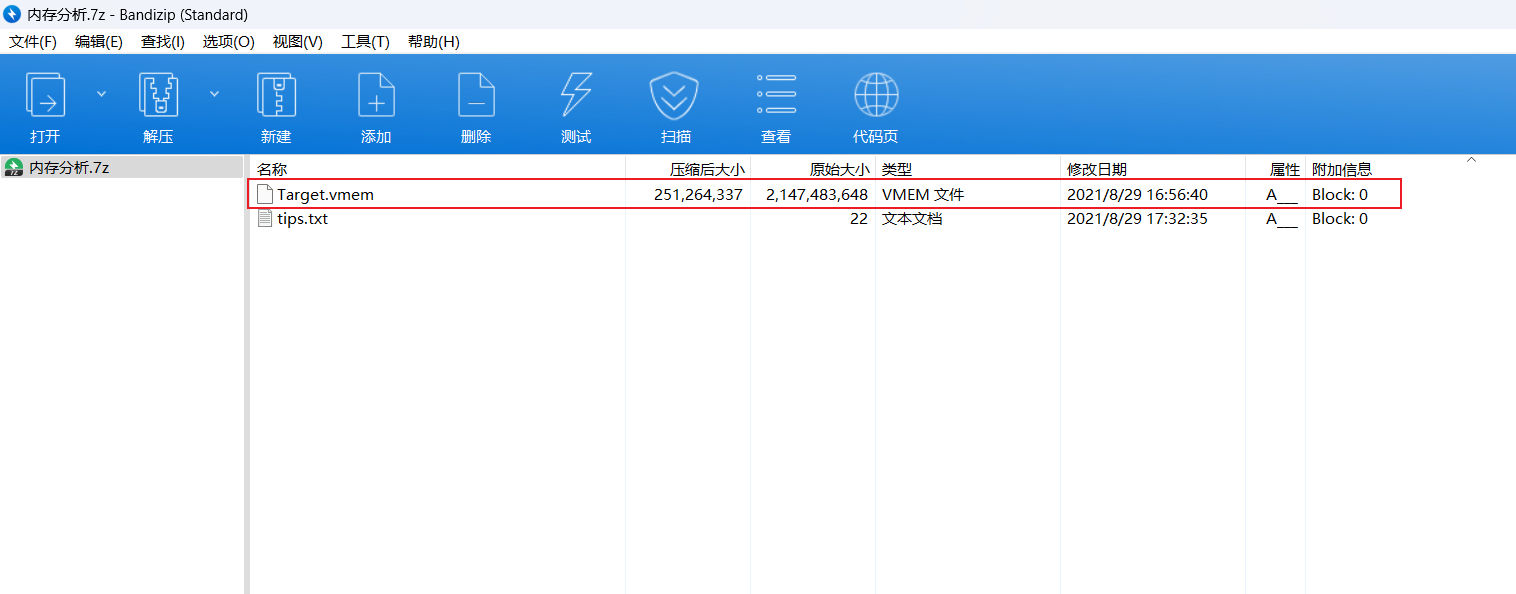 内存分析.7z - Bandizip (Standard)
文件(F) 编辑(E) 查找(I) 选项(O) 视图(V) 工具(T) 帮助(H)
打开 解压 新建 添加 删除 测试 扫描 查看 代码页
内存分析.7z
名称 压缩后大小 原始大小 类型 修改日期 属性 附加信息
Target.vmem 251,264,337 2,147,483,648 VMEM 文件 2021/8/29 16:56:40 A___ Block: 0
tips.txt 22 文本文档 2021/8/29 17:32:35 A___ Block: 0